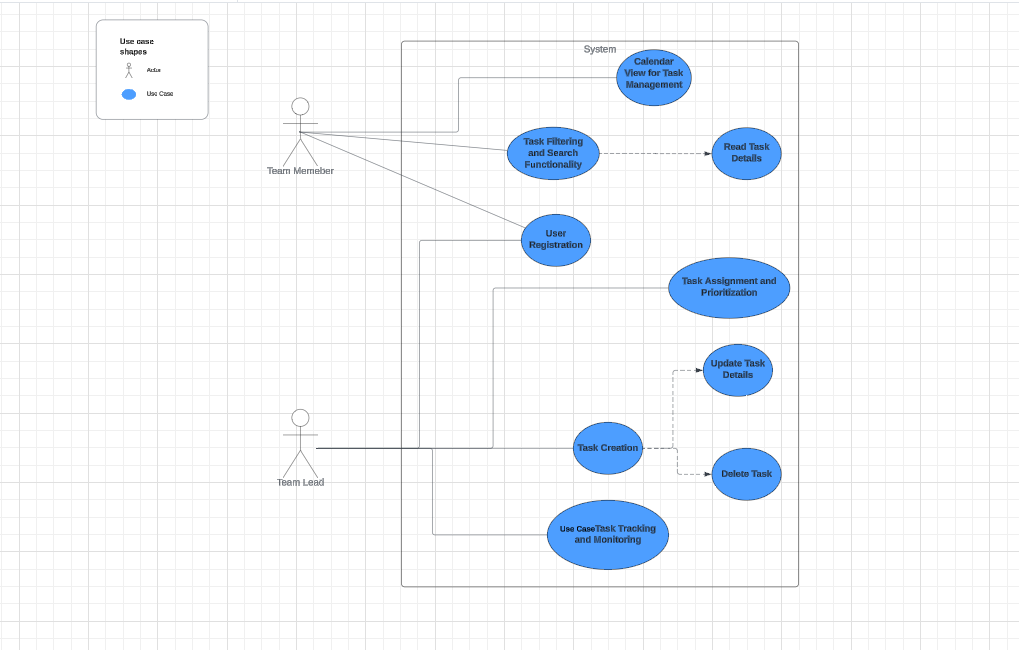 Use case
shapes
Actor
Use Case
System
Calendar
View for Task
Management
Task Filtering
and Search
Functionality
Read Task
Details
Team Memeber
User
Registration
Task Assignment and
Prioritization
Update Task
Details
Task Creation
Delete Task
Team Lead
Use CaseTask Tracking
and Monitoring